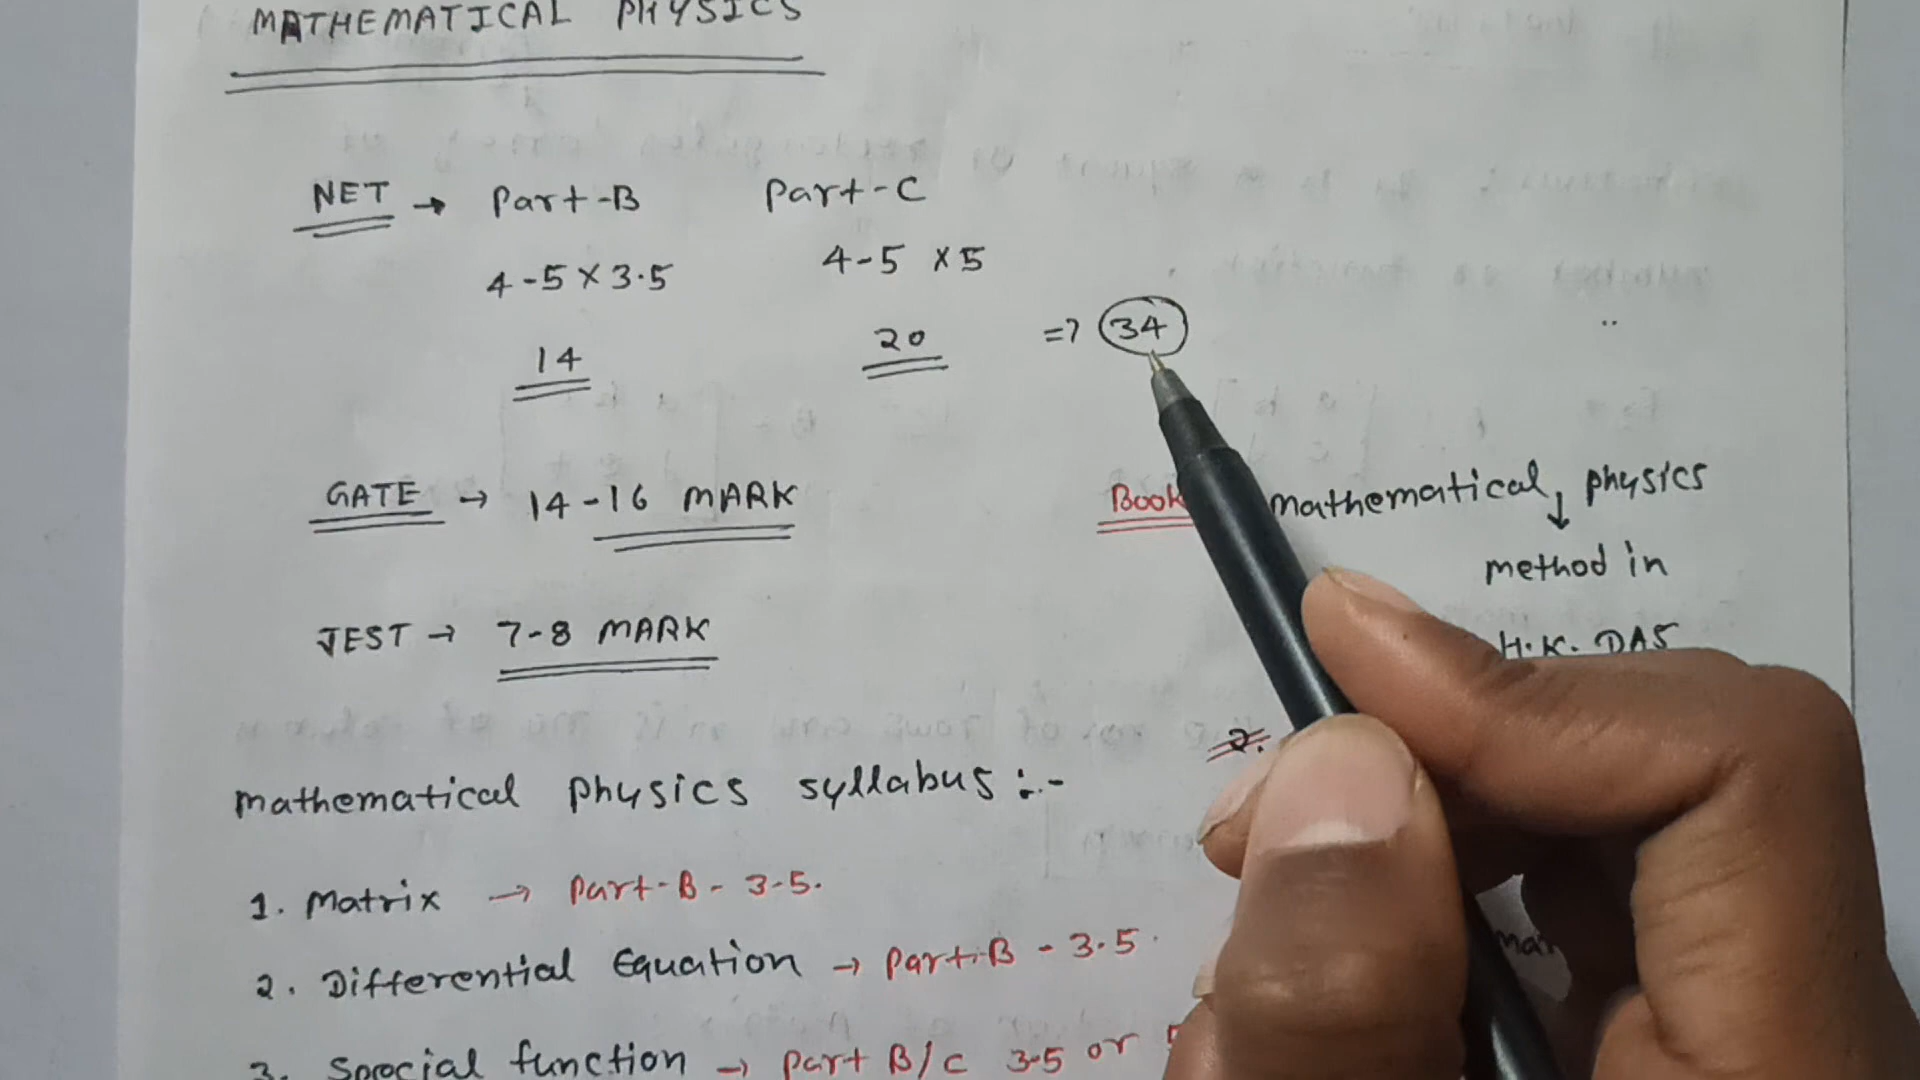 MATHEMATICAL PHYSICS
NET → Part-B Part-C
4-5 × 3.5 4-5 × 5
14 20 => 34
GATE → 14-16 MARK
Book mathematical physics
↓
method in
JEST → 7-8 MARK
H.K. DAS
2.
mathematical physics syllabus :-
1. Matrix → Part-B - 3-5.
2. Differential Equation → Part-B - 3.5
3. Special function → Part B/C 3.5 or